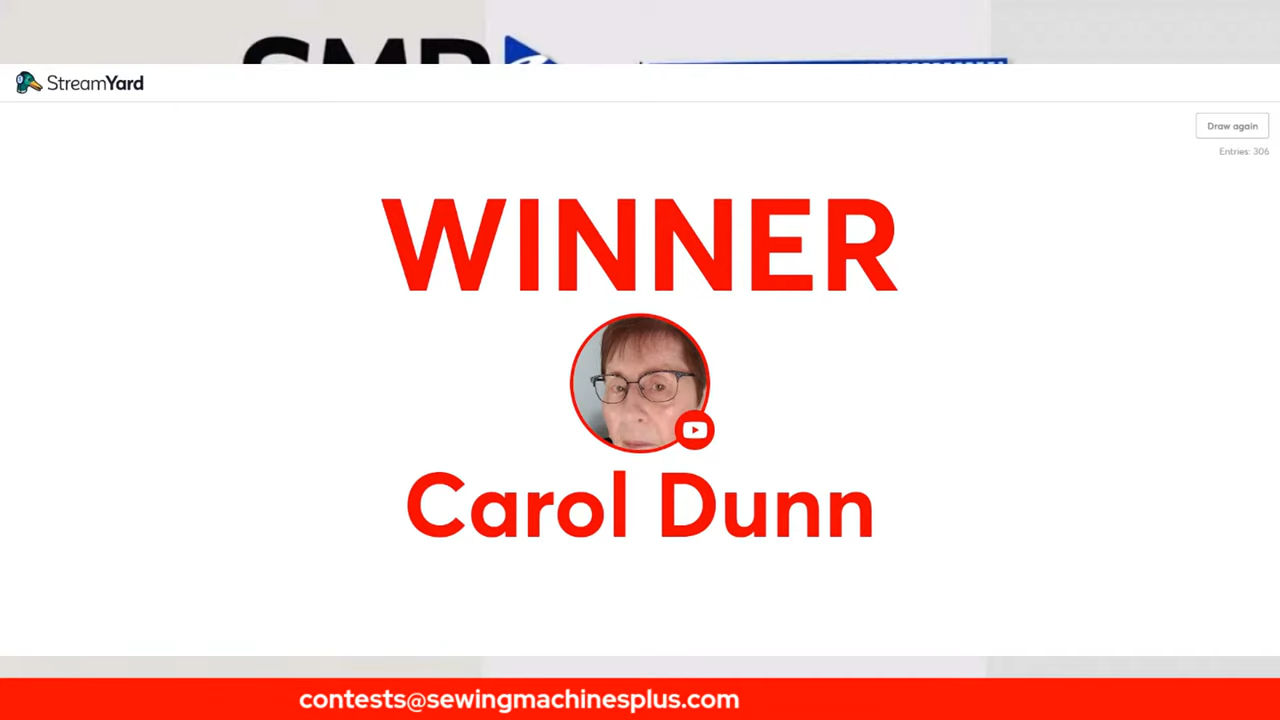 StreamYard
Draw again
Entries: 306
WINNER
Carol Dunn
contests@sewingmachinesplus.com